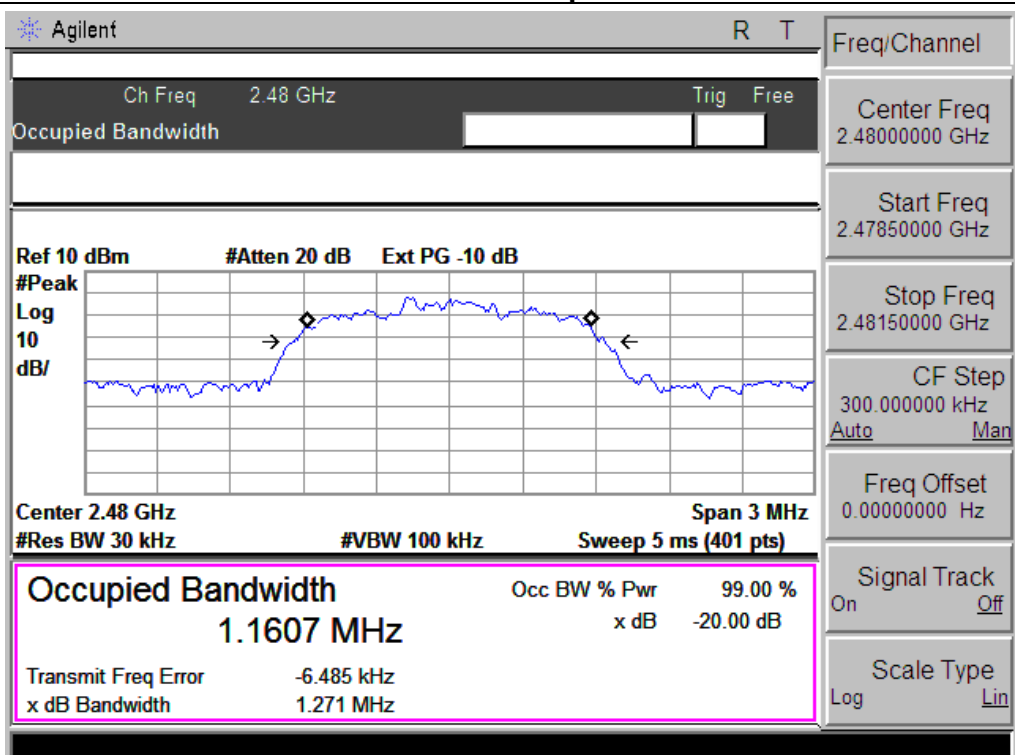 Agilent R T
Ch Freq 2.48 GHz Trig Free
Occupied Bandwidth
Ref 10 dBm #Atten 20 dB Ext PG -10 dB
#Peak
Log
10
dB/
Center 2.48 GHz Span 3 MHz
#Res BW 30 kHz #VBW 100 kHz Sweep 5 ms (401 pts)
Occupied Bandwidth Occ BW % Pwr 99.00 %
1.1607 MHz x dB -20.00 dB
Transmit Freq Error -6.485 kHz
x dB Bandwidth 1.271 MHz
Freq/Channel
Center Freq
2.48000000 GHz
Start Freq
2.47850000 GHz
Stop Freq
2.48150000 GHz
CF Step
300.000000 kHz
Auto Man
Freq Offset
0.00000000 Hz
Signal Track
On Off
Scale Type
Log Lin